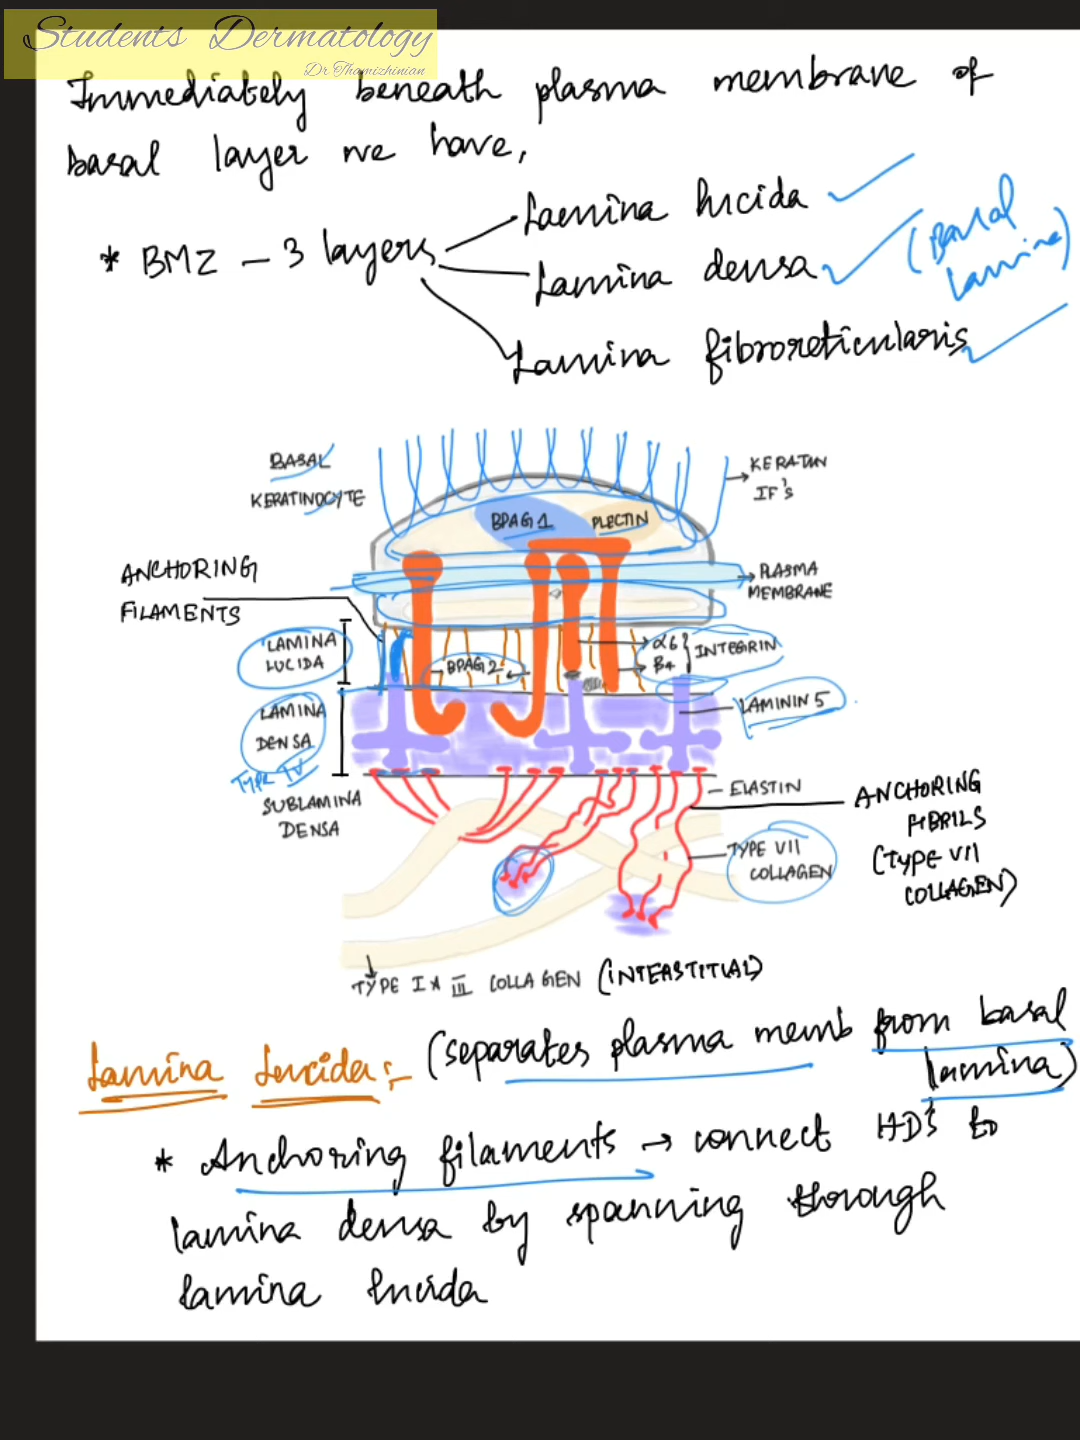 Students Dermatology
Dr Thamizhinian
Immediately beneath plasma membrane of
basal layer we have,
* BMZ - 3 layers
Lamina lucida
Lamina densa
(Basal
Lamina)
Lamina fibroreticularis
BASAL
KERATINOCYTE
KERATIN
IF'S
BPAG 1
PLECTIN
ANCHORING
FILAMENTS
PLASMA
MEMBRANE
LAMINA
LUCIDA
BPAG2
α6
B4
INTEGRIN
LAMINA
DENSA
TYPE IV
LAMININ 5
SUBLAMINA
DENSA
ELASTIN
ANCHORING
FIBRILS
(TYPE VII
COLLAGEN)
TYPE VII
COLLAGEN
TYPE I & III COLLAGEN (INTERSTITIAL)
Lamina Lucida:- (separates plasma memb from basal
lamina)
* Anchoring filaments → connect HD's to
lamina densa by spanning through
lamina lucida